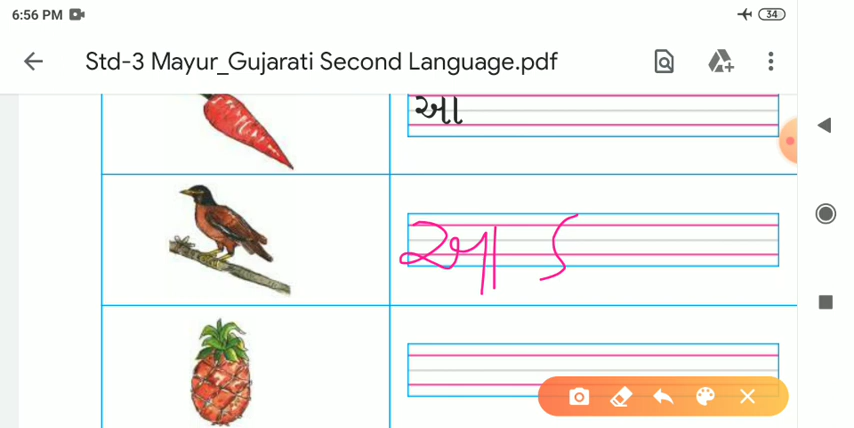 6:56 PM 34
Std-3 Mayur_Gujarati Second Language.pdf
આ
આ